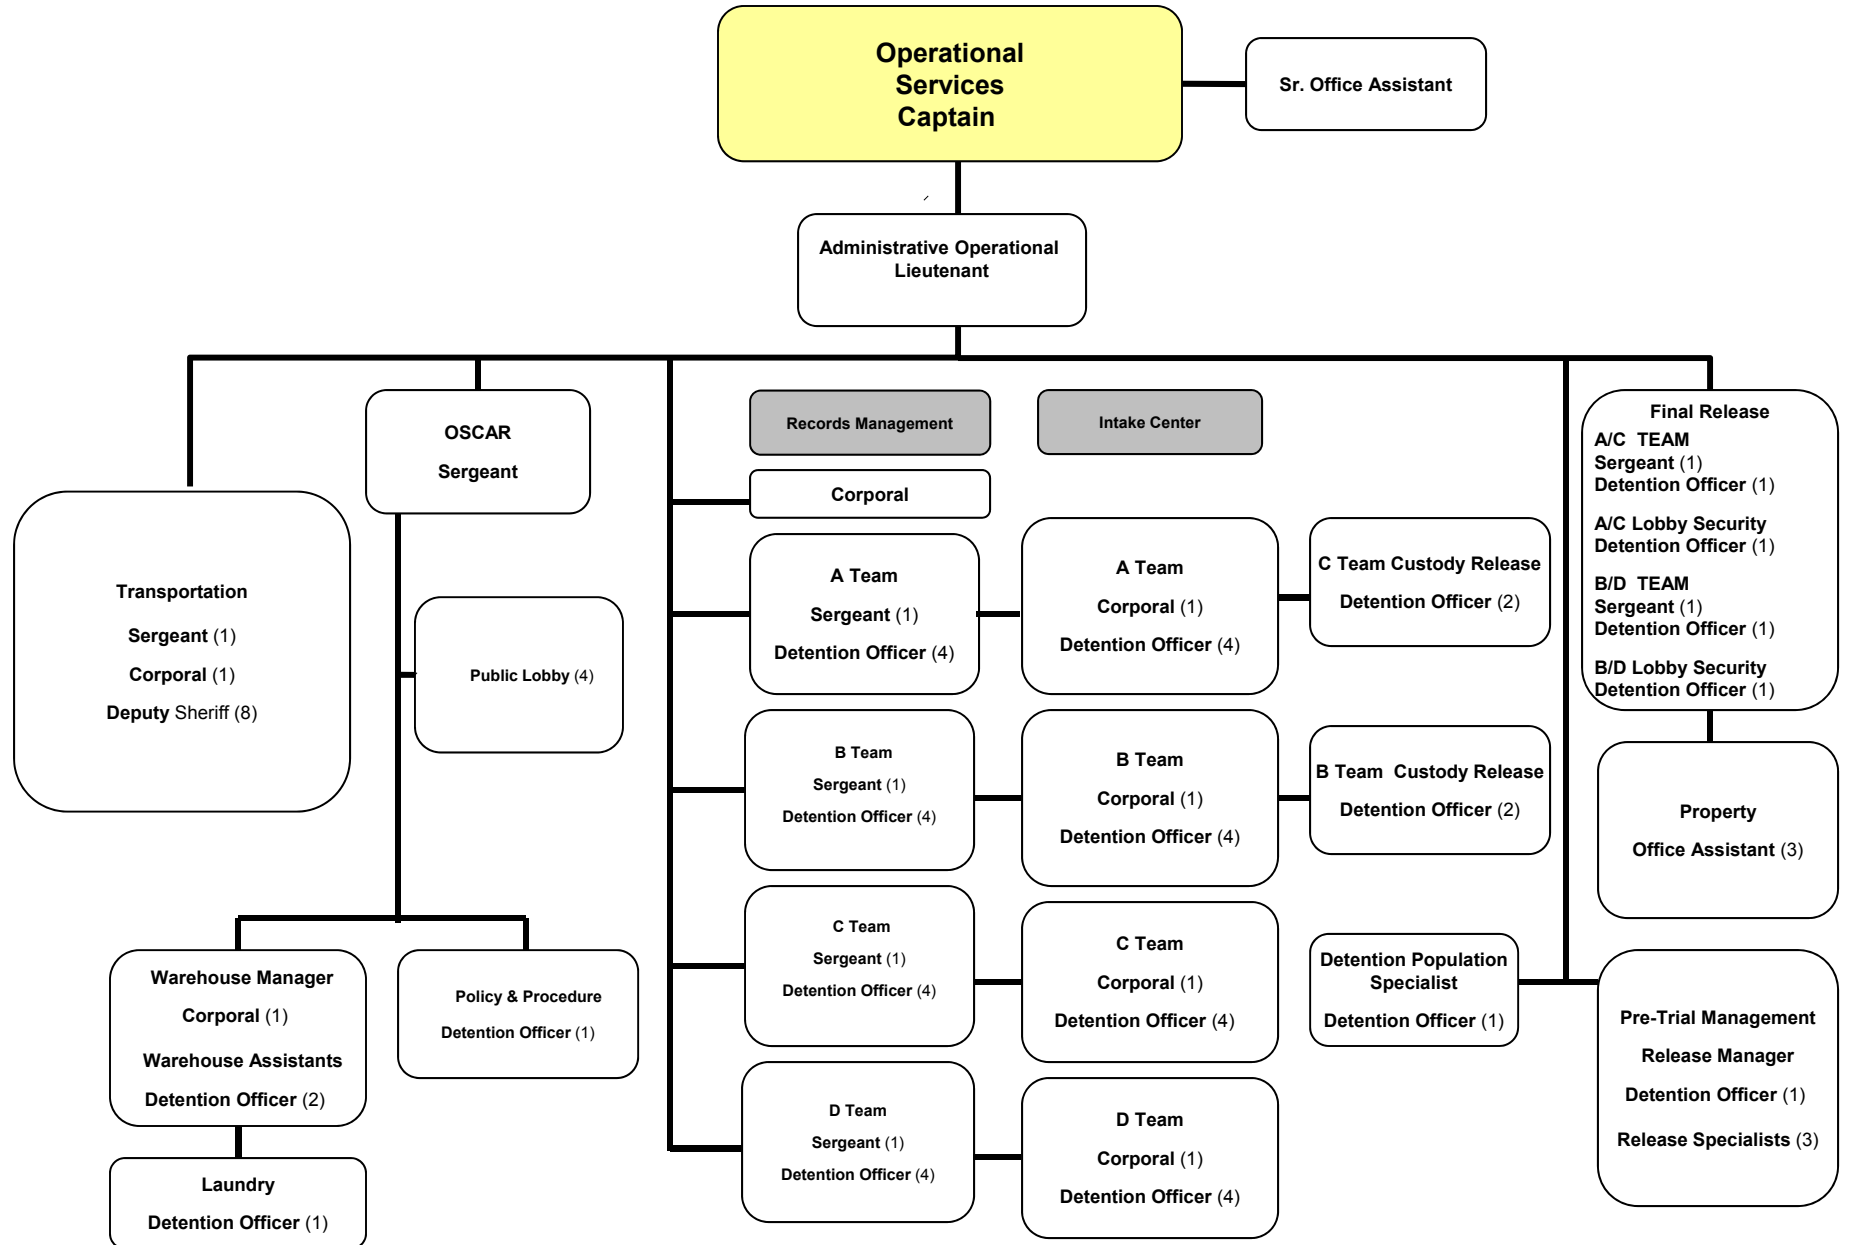 Operational
Services
Captain
Sr. Office Assistant
Administrative Operational
Lieutenant
Transportation
Sergeant (1)
Corporal (1)
Deputy Sheriff (8)
OSCAR
Sergeant
Public Lobby (4)
Warehouse Manager
Corporal (1)
Warehouse Assistants
Detention Officer (2)
Laundry
Detention Officer (1)
Policy & Procedure
Detention Officer (1)
Records Management
Corporal
A Team
Sergeant (1)
Detention Officer (4)
B Team
Sergeant (1)
Detention Officer (4)
C Team
Sergeant (1)
Detention Officer (4)
D Team
Sergeant (1)
Detention Officer (4)
Intake Center
A Team
Corporal (1)
Detention Officer (4)
B Team
Corporal (1)
Detention Officer (4)
C Team
Corporal (1)
Detention Officer (4)
D Team
Corporal (1)
Detention Officer (4)
C Team Custody Release
Detention Officer (2)
B Team Custody Release
Detention Officer (2)
Detention Population
Specialist
Detention Officer (1)
Final Release
A/C TEAM
Sergeant (1)
Detention Officer (1)
A/C Lobby Security
Detention Officer (1)
B/D TEAM
Sergeant (1)
Detention Officer (1)
B/D Lobby Security
Detention Officer (1)
Property
Office Assistant (3)
Pre-Trial Management
Release Manager
Detention Officer (1)
Release Specialists (3)